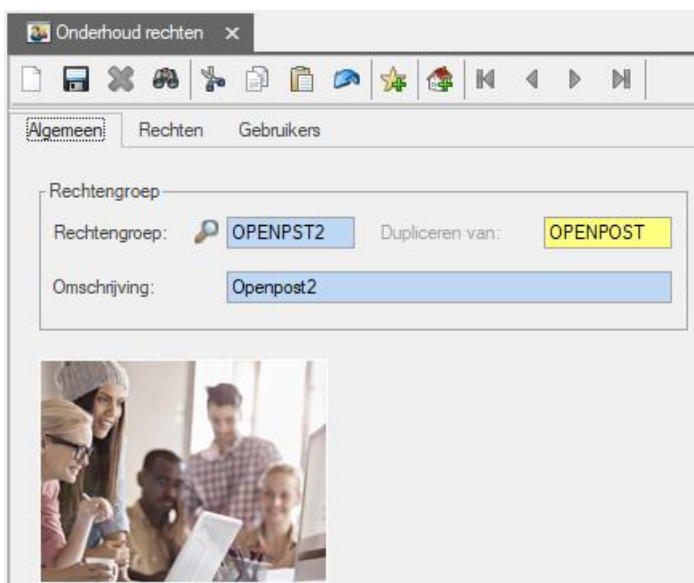 Onderhoud rechten
Algemeen Rechten Gebruikers
Rechtengroep
Rechtengroep: OPENPST2 Dupliceren van: OPENPOST
Omschrijving: Openpost2